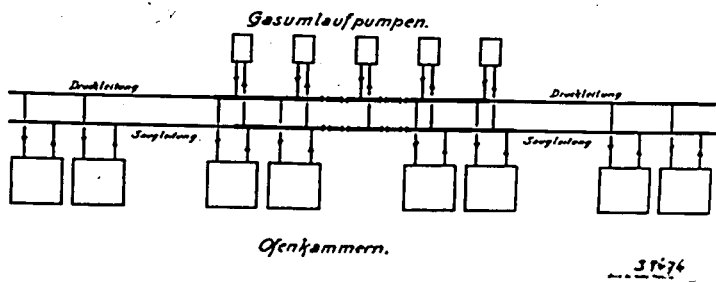 Gasumlaufpumpen.
Druckleitung
Druckleitung
Saugleitung
Saugleitung
Ofenkammern.